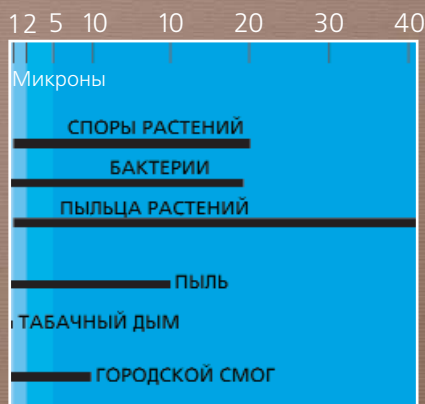 1 2 5 10 10 20 30 40
Микроны
СПОРЫ РАСТЕНИЙ
БАКТЕРИИ
ПЫЛЬЦА РАСТЕНИЙ
ПЫЛЬ
ТАБАЧНЫЙ ДЫМ
ГОРОДСКОЙ СМОГ